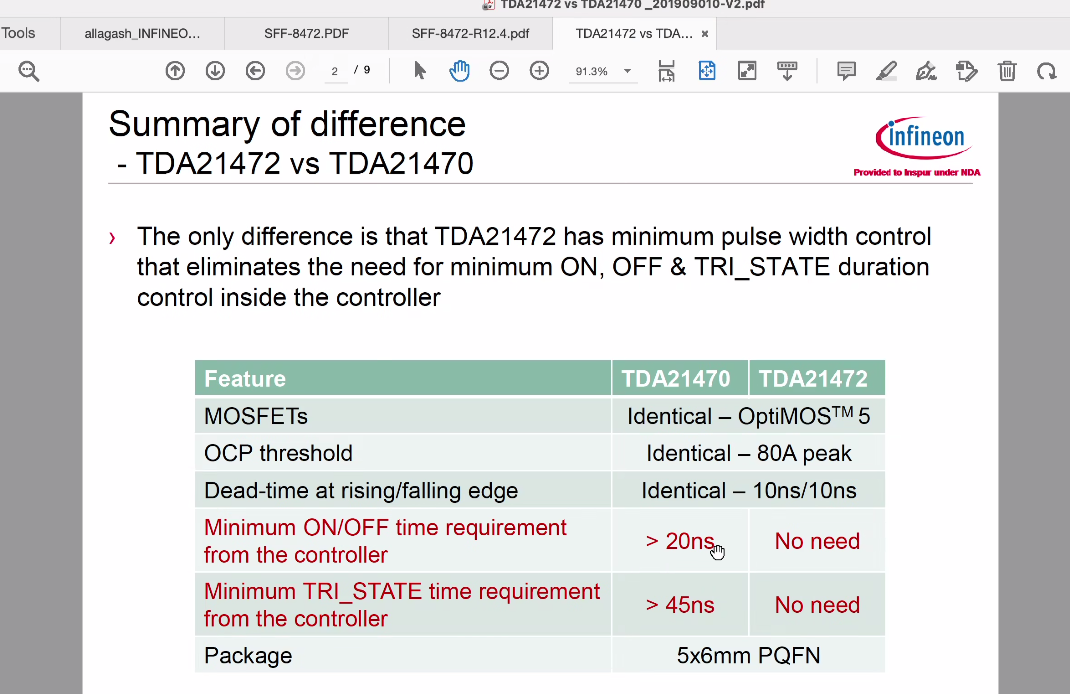 TDA21472 vs TDA21470 _201909010-V2.pdf
Tools
allagash_INFINEO...
SFF-8472.PDF
SFF-8472-R12.4.pdf
TDA21472 vs TDA... ×
2 / 9
91.3%
Summary of difference
- TDA21472 vs TDA21470
infineon
Provided to Inspur under NDA
› The only difference is that TDA21472 has minimum pulse width control
that eliminates the need for minimum ON, OFF & TRI_STATE duration
control inside the controller
Feature TDA21470 TDA21472
MOSFETs Identical – OptiMOS™ 5
OCP threshold Identical – 80A peak
Dead-time at rising/falling edge Identical – 10ns/10ns
Minimum ON/OFF time requirement
from the controller
> 20ns No need
Minimum TRI_STATE time requirement
from the controller
> 45ns No need
Package 5x6mm PQFN